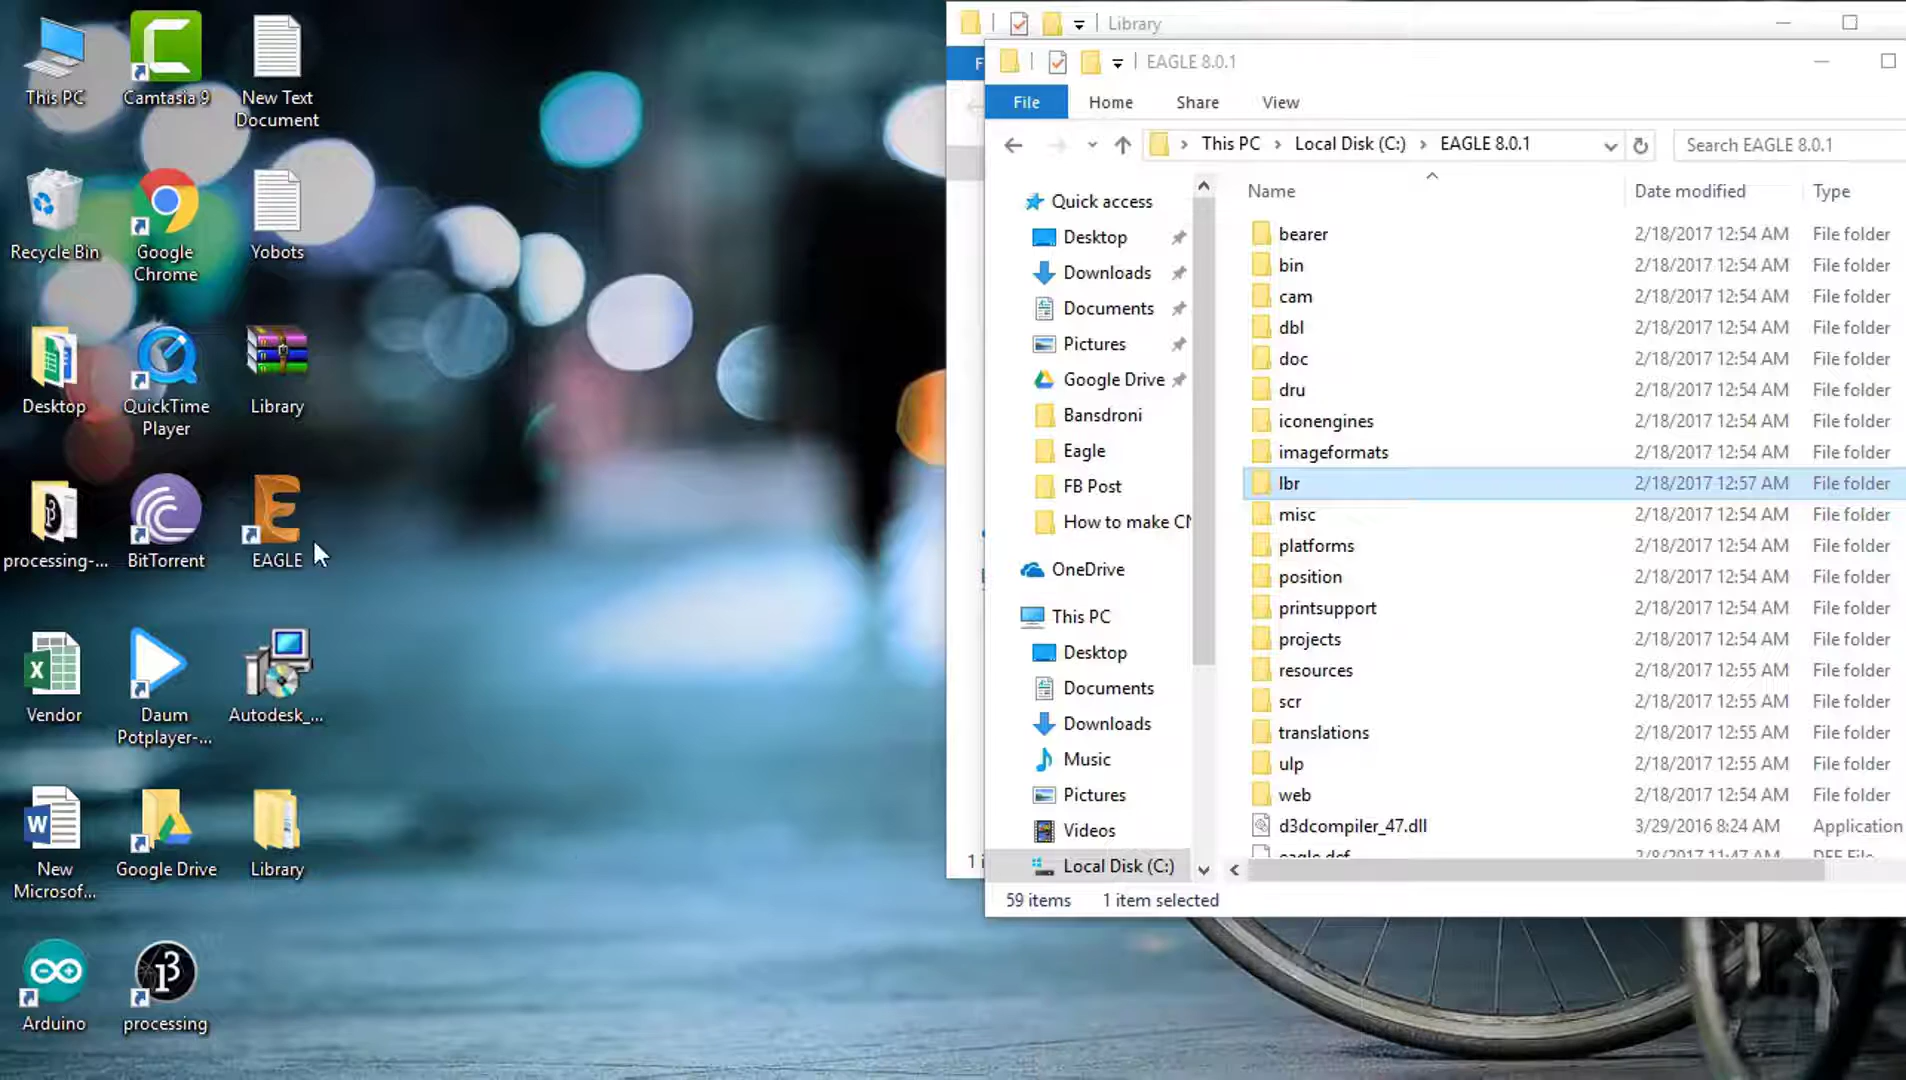 This PC
Camtasia 9
New Text
Document
Recycle Bin
Google
Chrome
Yobots
Desktop
QuickTime
Player
Library
processing-...
BitTorrent
EAGLE
Vendor
Daum
Potplayer-...
Autodesk_...
New
Microsof...
Google Drive
Library
Arduino
processing
Library
EAGLE 8.0.1
File
Home
Share
View
This PC
Local Disk (C:)
EAGLE 8.0.1
Search EAGLE 8.0.1
Quick access
Desktop
Downloads
Documents
Pictures
Google Drive
Bansdroni
Eagle
FB Post
How to make CN
OneDrive
This PC
Desktop
Documents
Downloads
Music
Pictures
Videos
Local Disk (C:)
Name
Date modified
Type
bearer 2/18/2017 12:54 AM File folder
bin 2/18/2017 12:54 AM File folder
cam 2/18/2017 12:54 AM File folder
dbl 2/18/2017 12:54 AM File folder
doc 2/18/2017 12:54 AM File folder
dru 2/18/2017 12:54 AM File folder
iconengines 2/18/2017 12:54 AM File folder
imageformats 2/18/2017 12:54 AM File folder
lbr 2/18/2017 12:57 AM File folder
misc 2/18/2017 12:54 AM File folder
platforms 2/18/2017 12:54 AM File folder
position 2/18/2017 12:54 AM File folder
printsupport 2/18/2017 12:54 AM File folder
projects 2/18/2017 12:54 AM File folder
resources 2/18/2017 12:55 AM File folder
scr 2/18/2017 12:55 AM File folder
translations 2/18/2017 12:55 AM File folder
ulp 2/18/2017 12:55 AM File folder
web 2/18/2017 12:54 AM File folder
d3dcompiler_47.dll 3/29/2016 8:24 AM Application
eagle.def 2/8/2017 11:47 AM DEF File
59 items
1 item selected